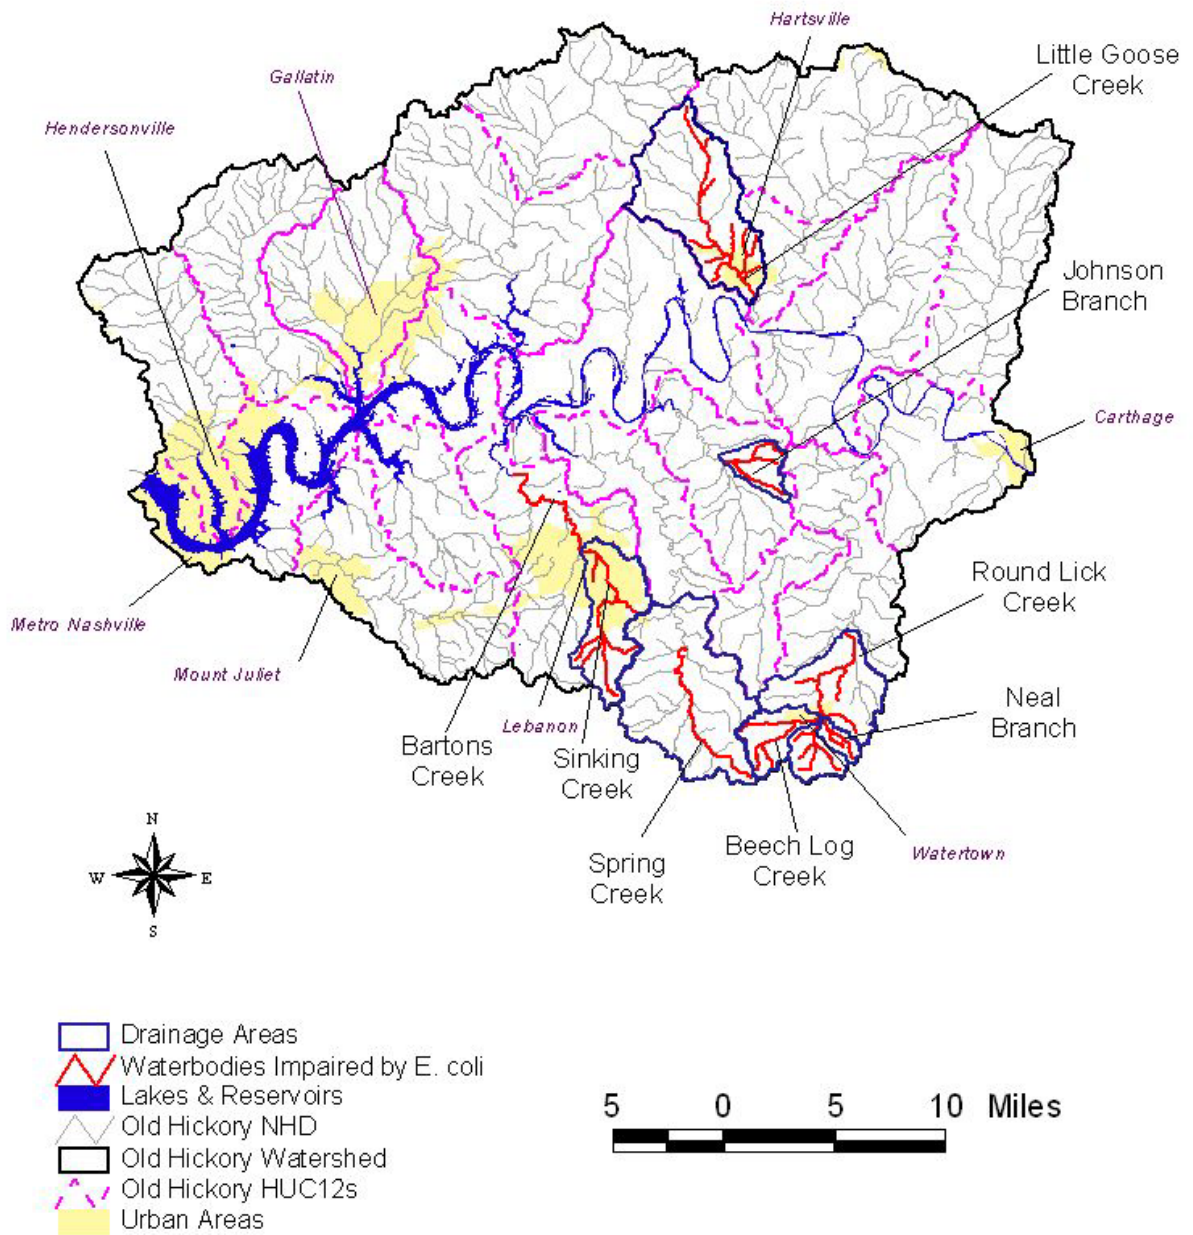 Hartsville
Little Goose
Creek
Gallatin
Hendersonville
Johnson
Branch
Carthage
Round Lick
Creek
Metro Nashville
Mount Juliet
Neal
Branch
Lebanon
Bartons
Creek
Sinking
Creek
Beech Log
Creek
Watertown
Spring
Creek
N
W
E
S
Drainage Areas
Waterbodies Impaired by E. coli
Lakes & Reservoirs
Old Hickory NHD
Old Hickory Watershed
Old Hickory HUC12s
Urban Areas
5 0 5 10 Miles